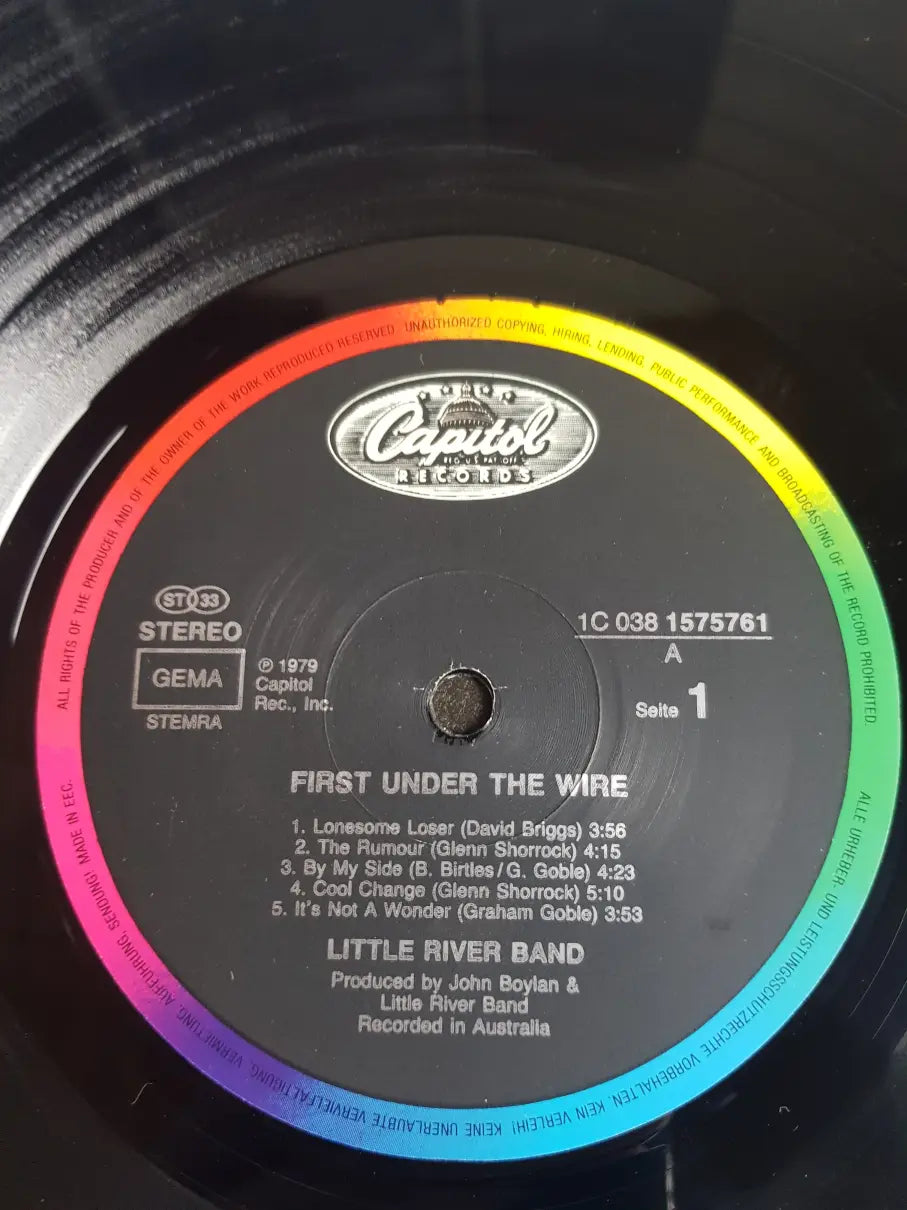 ALL RIGHTS OF THE PRODUCER AND OF THE OWNER OF THE WORK REPRODUCED RESERVED. UNAUTHORIZED COPYING, HIRING, LENDING, PUBLIC PERFORMANCE AND BROADCASTING OF THE RECORD PROHIBITED.
Capitol
REG. U.S. PAT. OFF.
RECORDS
ST 33
STEREO
GEMA
STEMRA
℗ 1979
Capitol
Rec., Inc.
1C 038 1575761
A
Seite 1
FIRST UNDER THE WIRE
1. Lonesome Loser (David Briggs) 3:56
2. The Rumour (Glenn Shorrock) 4:15
3. By My Side (B. Birtles/G. Goble) 4:23
4. Cool Change (Glenn Shorrock) 5:10
5. It's Not A Wonder (Graham Goble) 3:53
LITTLE RIVER BAND
Produced by John Boylan &
Little River Band
Recorded in Australia
ALLE URHEBER- UND LEISTUNGSSCHUTZRECHTE VORBEHALTEN. KEIN VERLEIH! KEINE UNERLAUBTE VERVIELFÄLTIGUNG, VERMIETUNG, AUFFÜHRUNG, SENDUNG! MADE IN EEC.